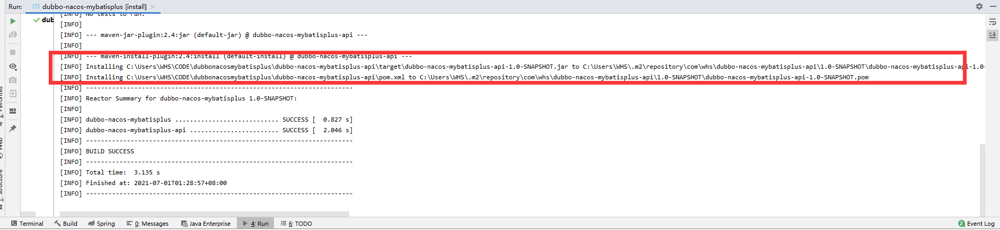 Run: dubbo-nacos-mybatisplus [install]
dub
[INFO] No tests to run.
[INFO]
[INFO] --- maven-jar-plugin:2.4:jar (default-jar) @ dubbo-nacos-mybatisplus-api ---
[INFO]
[INFO] --- maven-install-plugin:2.4:install (default-install) @ dubbo-nacos-mybatisplus-api ---
[INFO] Installing C:\Users\WHS\CODE\dubbonacosmybatisplus\dubbo-nacos-mybatisplus-api\target\dubbo-nacos-mybatisplus-api-1.0-SNAPSHOT.jar to C:\Users\WHS\.m2\repository\com\whs\dubbo-nacos-mybatisplus-api\1.0-SNAPSHOT\dubbo-nacos-mybatisplus-api-1.0-
[INFO] Installing C:\Users\WHS\CODE\dubbonacosmybatisplus\dubbo-nacos-mybatisplus-api\pom.xml to C:\Users\WHS\.m2\repository\com\whs\dubbo-nacos-mybatisplus-api\1.0-SNAPSHOT\dubbo-nacos-mybatisplus-api-1.0-SNAPSHOT.pom
[INFO] ------------------------------------------------------------------------
[INFO] Reactor Summary for dubbo-nacos-mybatisplus 1.0-SNAPSHOT:
[INFO]
[INFO] dubbo-nacos-mybatisplus ............................ SUCCESS [  0.827 s]
[INFO] dubbo-nacos-mybatisplus-api ........................ SUCCESS [  2.046 s]
[INFO] ------------------------------------------------------------------------
[INFO] BUILD SUCCESS
[INFO] ------------------------------------------------------------------------
[INFO] Total time:  3.135 s
[INFO] Finished at: 2021-07-01T01:28:57+08:00
[INFO] ------------------------------------------------------------------------
2: Favorites
Web
7: Structure
Terminal Build Spring 0: Messages Java Enterprise 4: Run 6: TODO 2 Event Log